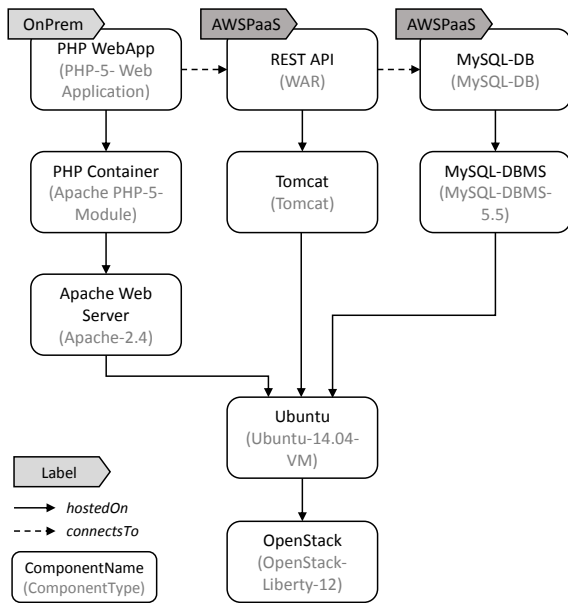 OnPrem
AWSPaaS
AWSPaaS
PHP WebApp
(PHP-5- Web
Application)
REST API
(WAR)
MySQL-DB
(MySQL-DB)
PHP Container
(Apache PHP-5-
Module)
Tomcat
(Tomcat)
MySQL-DBMS
(MySQL-DBMS-
5.5)
Apache Web
Server
(Apache-2.4)
Ubuntu
(Ubuntu-14.04-
VM)
OpenStack
(OpenStack-
Liberty-12)
Label
hostedOn
connectsTo
ComponentName
(ComponentType)